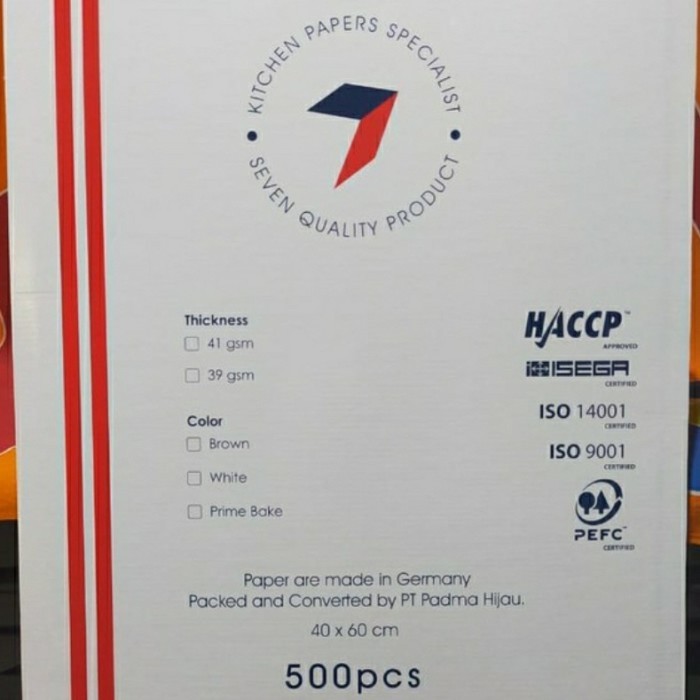 KITCHEN PAPERS SPECIALIST
SEVEN QUALITY PRODUCT
Thickness
41 gsm
39 gsm
Color
Brown
White
Prime Bake
HACCP™
APPROVED
ISEGA
CERTIFIED
ISO 14001
CERTIFIED
ISO 9001
CERTIFIED
PEFC™
CERTIFIED
Paper are made in Germany
Packed and Converted by PT Padma Hijau.
40 x 60 cm
500pcs